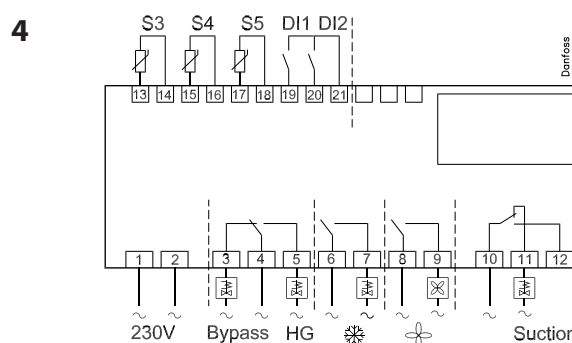 4
S3 S4 S5 DI1 DI2
Danfoss
13 14 15 16 17 18 19 20 21
1 2 3 4 5 6 7 8 9 10 11 12
230V Bypass HG Suction